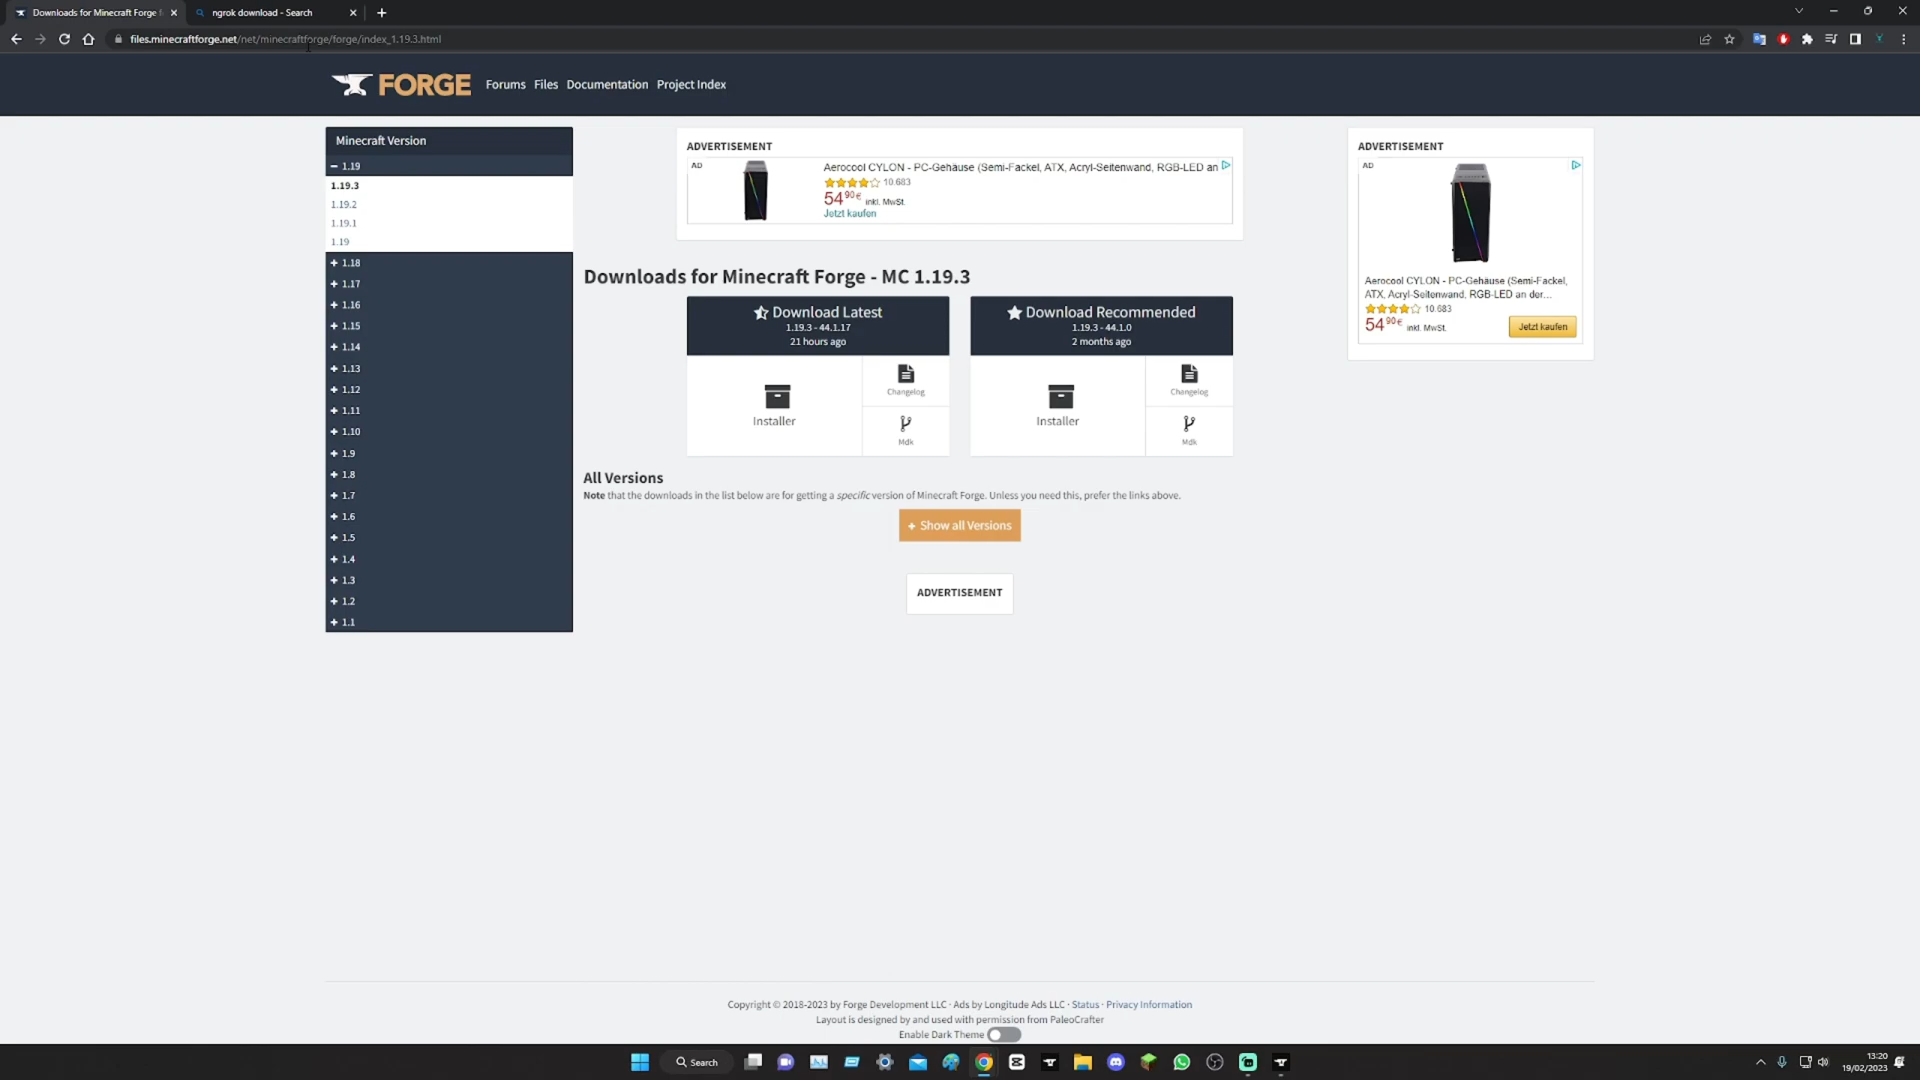 Downloads for Minecraft Forge
ngrok download - Search
files.minecraftforge.net/net/minecraftforge/forge/index_1.19.3.html
FORGE
Forums Files Documentation Project Index
Minecraft Version
1.19
1.19.3
1.19.2
1.19.1
1.19
1.18
1.17
1.16
1.15
1.14
1.13
1.12
1.11
1.10
1.9
1.8
1.7
1.6
1.5
1.4
1.3
1.2
1.1
ADVERTISEMENT
AD
Aerocool CYLON - PC-Gehäuse (Semi-Fackel, ATX, Acryl-Seitenwand, RGB-LED an
10.683
54 90 € inkl. MwSt.
Jetzt kaufen
Downloads for Minecraft Forge - MC 1.19.3
Download Latest
1.19.3 - 44.1.17
21 hours ago
Installer
Changelog
Mdk
Download Recommended
1.19.3 - 44.1.0
2 months ago
Installer
Changelog
Mdk
All Versions
Note that the downloads in the list below are for getting a specific version of Minecraft Forge. Unless you need this, prefer the links above.
+ Show all Versions
ADVERTISEMENT
ADVERTISEMENT
AD
Aerocool CYLON - PC-Gehäuse (Semi-Fackel,
ATX, Acryl-Seitenwand, RGB-LED an der...
10.683
54 90 € inkl. MwSt.
Jetzt kaufen
Copyright © 2018-2023 by Forge Development LLC · Ads by Longitude Ads LLC · Status · Privacy Information
Layout is designed by and used with permission from PaleoCrafter
Enable Dark Theme
Search
13:20
19/02/2023